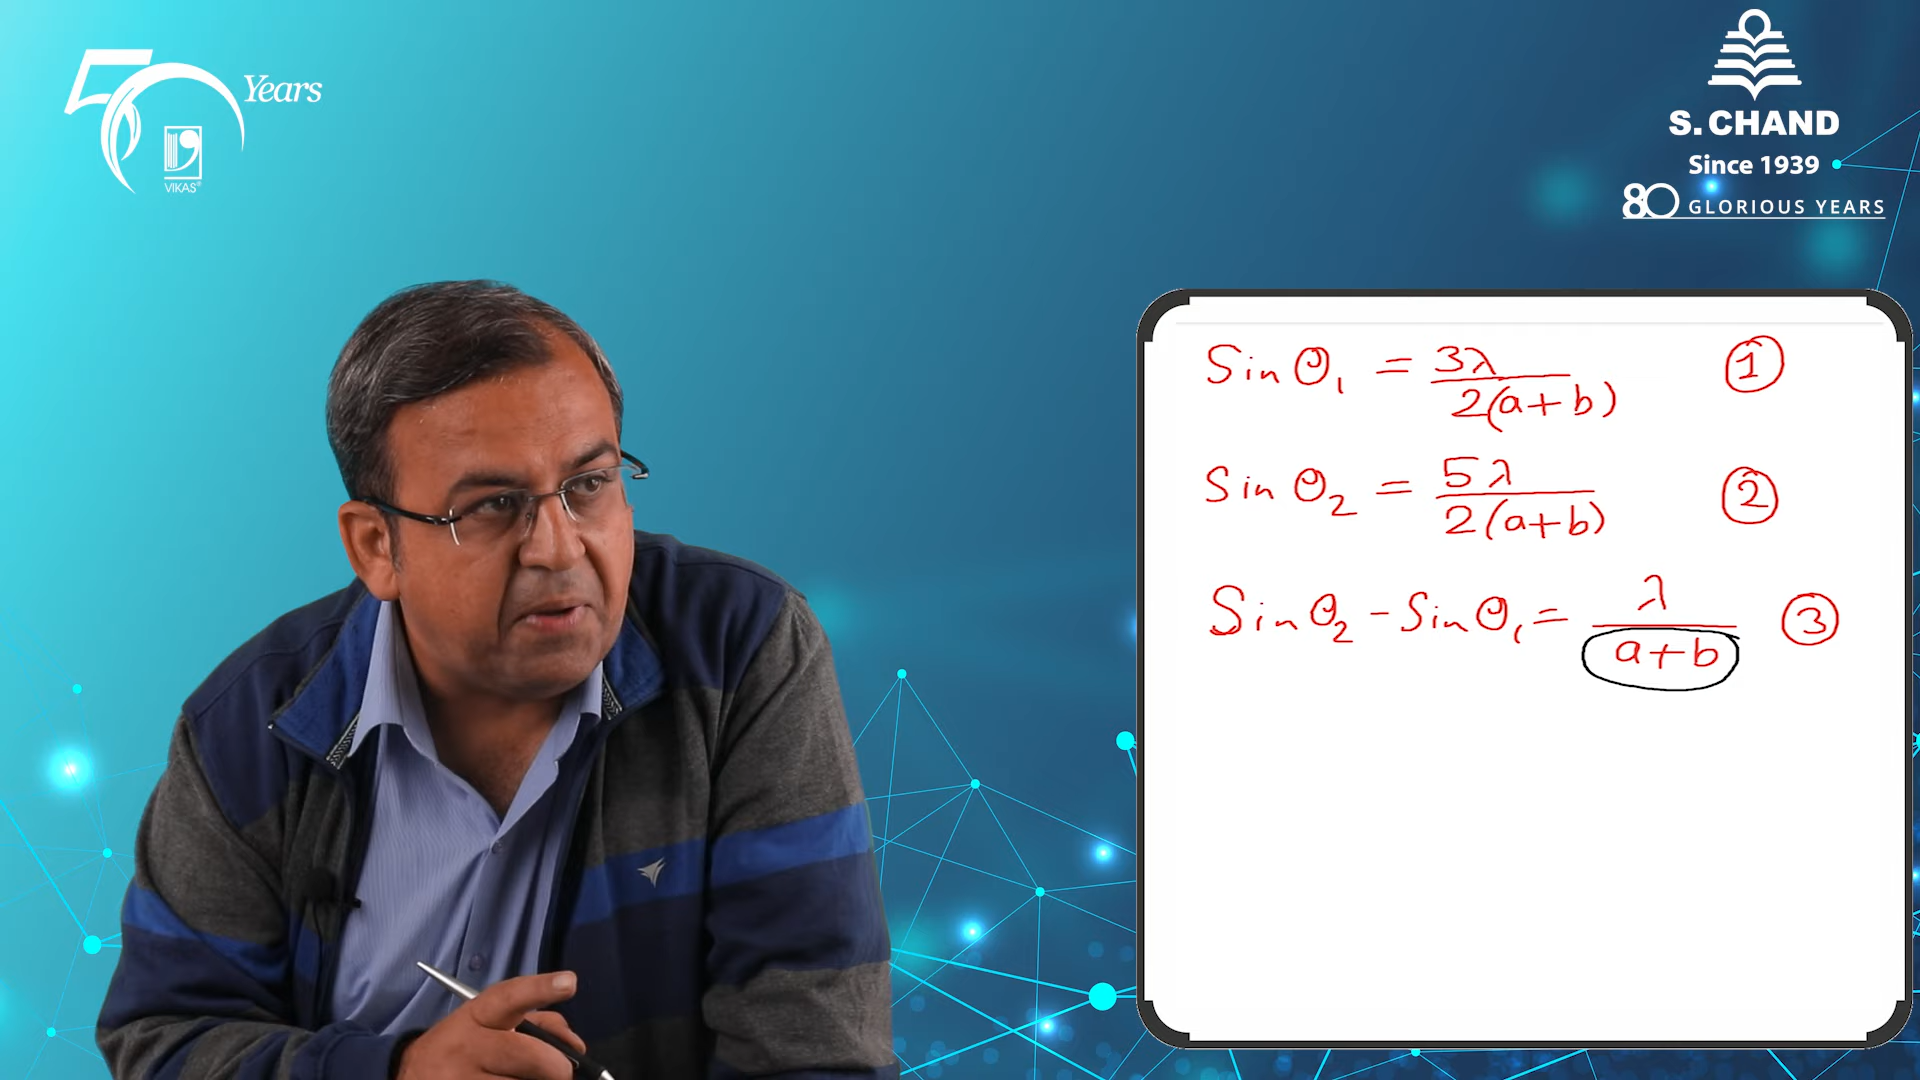 50 Years
VIKAS®
S. CHAND
Since 1939
80 GLORIOUS YEARS
Sin θ₁ = 3λ / 2(a+b) ①
Sin θ₂ = 5λ / 2(a+b) ②
Sin θ₂ - Sin θ₁ = λ / a+b ③